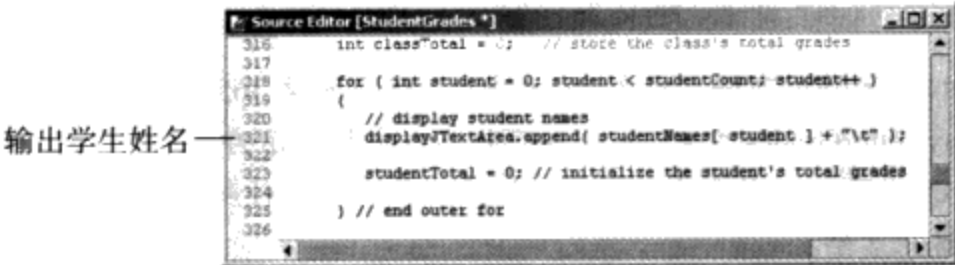 Source Editor [StudentGrades *]
316 int classTotal = 0; // store the class's total grades
317
318 for ( int student = 0; student < studentCount; student++ )
319 {
320 // display student names
输出学生姓名
321 displayJTextArea.append( studentNames[ student ] + "\t" );
322
323 studentTotal = 0; // initialize the student's total grades
324
325 } // end outer for
326